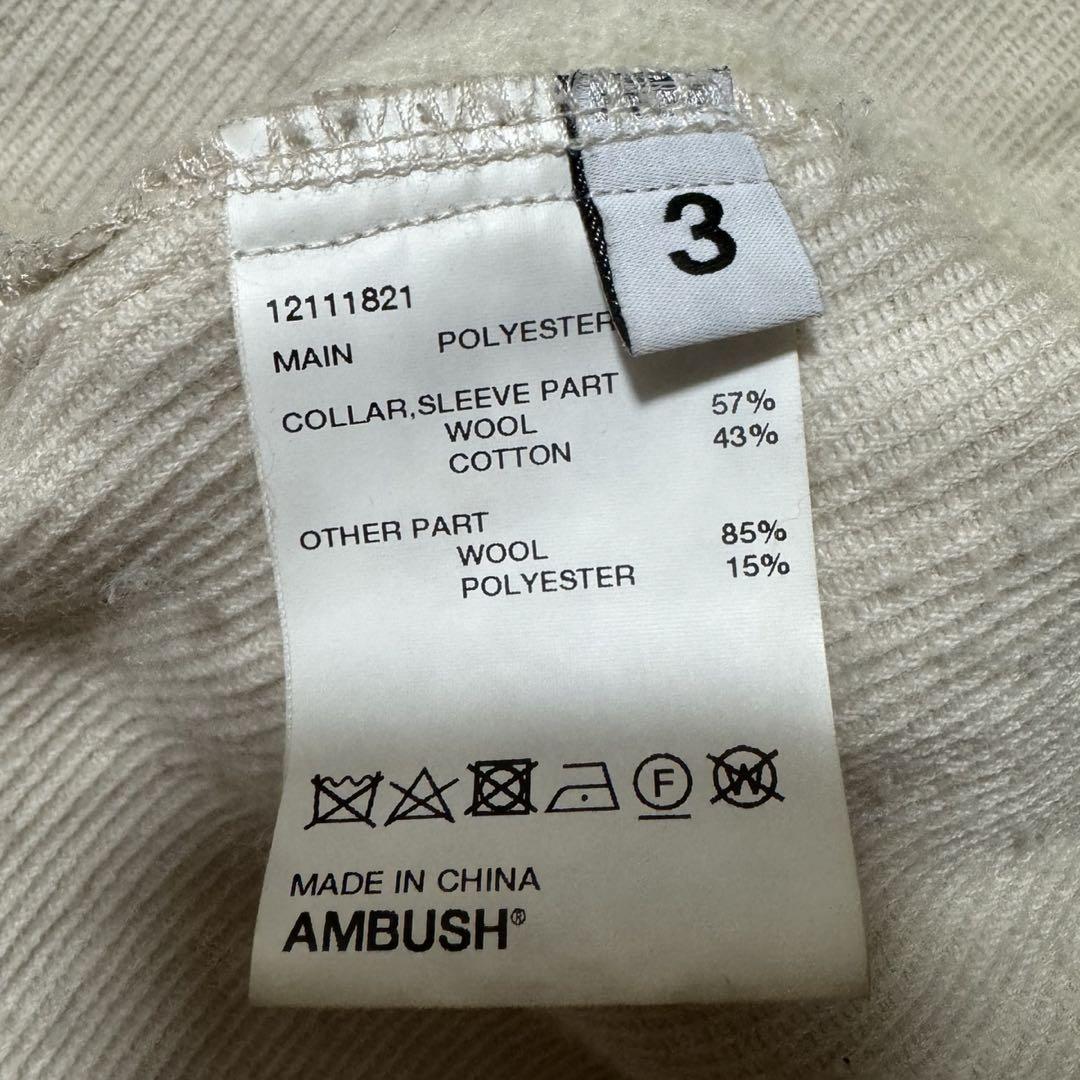 3
12111821
MAIN POLYESTER
COLLAR,SLEEVE PART
WOOL 57%
COTTON 43%
OTHER PART
WOOL 85%
POLYESTER 15%
F W
MADE IN CHINA
AMBUSH®